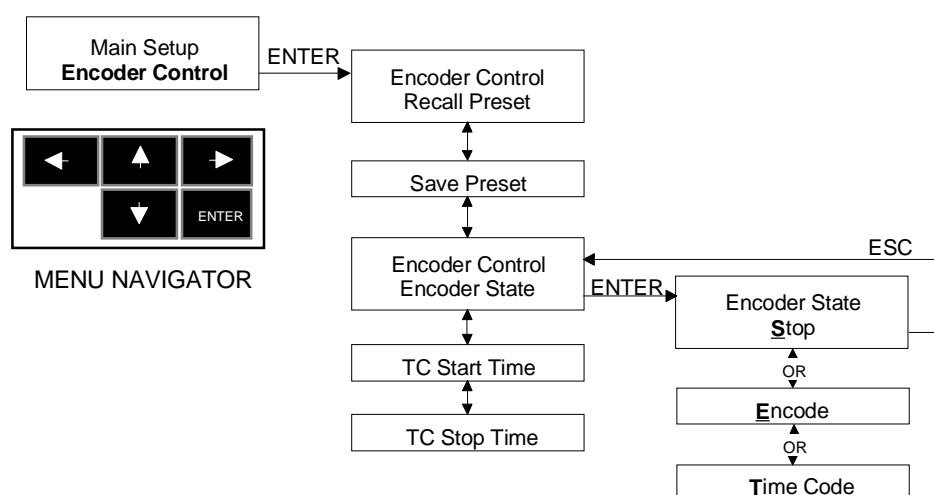 Main Setup
Encoder Control
ENTER
Encoder Control
Recall Preset
Save Preset
ENTER
MENU NAVIGATOR
Encoder Control
Encoder State
ESC
ENTER
Encoder State
Stop
TC Start Time
OR
Encode
TC Stop Time
OR
Time Code